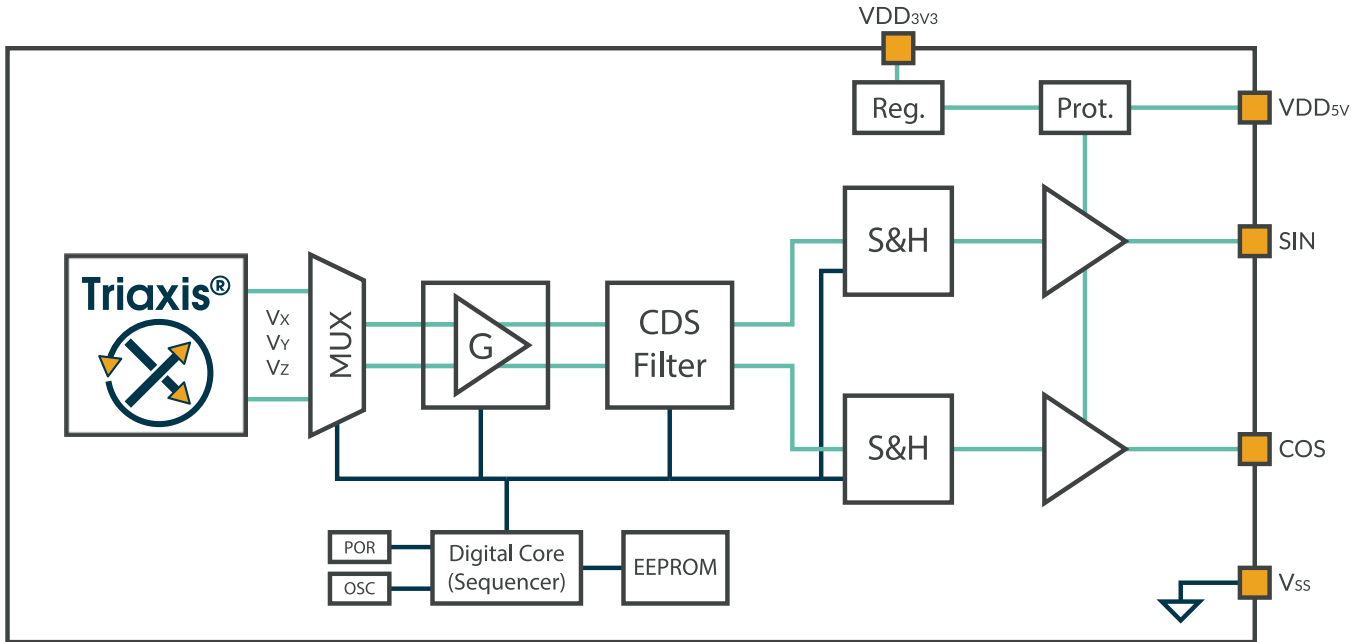 VDD3V3
Reg.
Prot.
VDD5V
S&H
SIN
Triaxis®
VX
VY
VZ
MUX
G
CDS
Filter
S&H
COS
POR
OSC
Digital Core
(Sequencer)
EEPROM
VSS